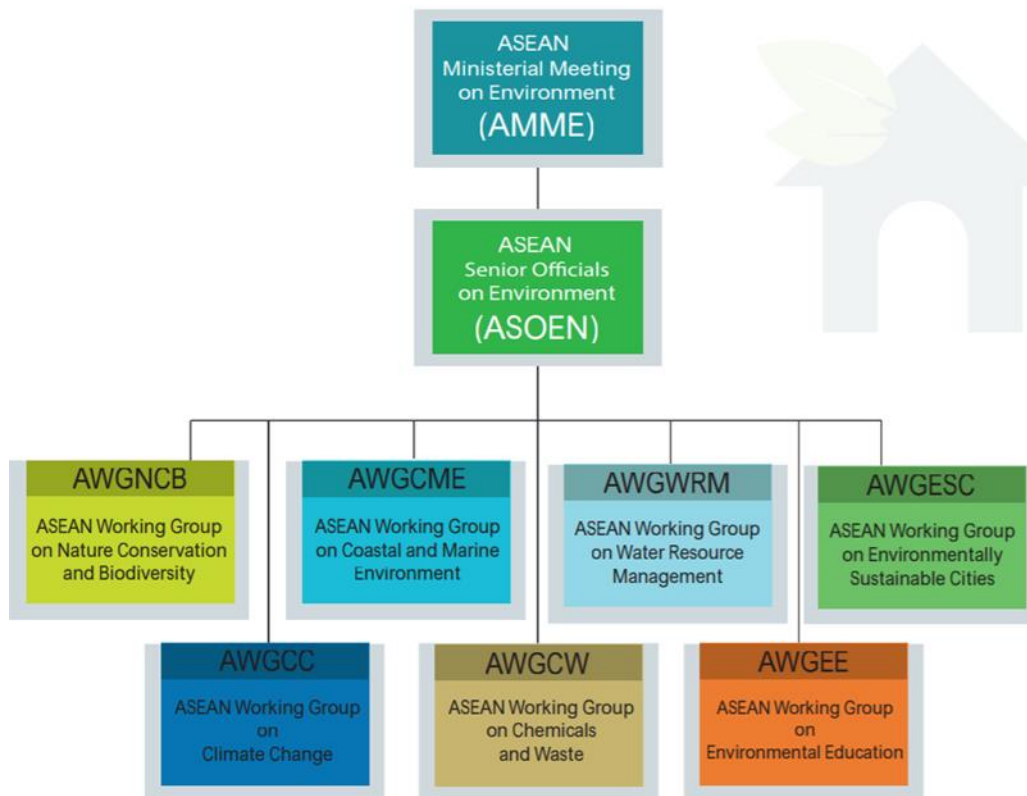 ASEAN
Ministerial Meeting
on Environment
(AMME)
ASEAN
Senior Officials
on Environment
(ASOEN)
AWGNCB
ASEAN Working Group
on Nature Conservation
and Biodiversity
AWGCME
ASEAN Working Group
on Coastal and Marine
Environment
AWGWRM
ASEAN Working Group
on Water Resource
Management
AWGESC
ASEAN Working Group
on Environmentally
Sustainable Cities
AWGCC
ASEAN Working Group
on
Climate Change
AWGCW
ASEAN Working Group
on Chemicals
and Waste
AWGEE
ASEAN Working Group
on
Environmental Education